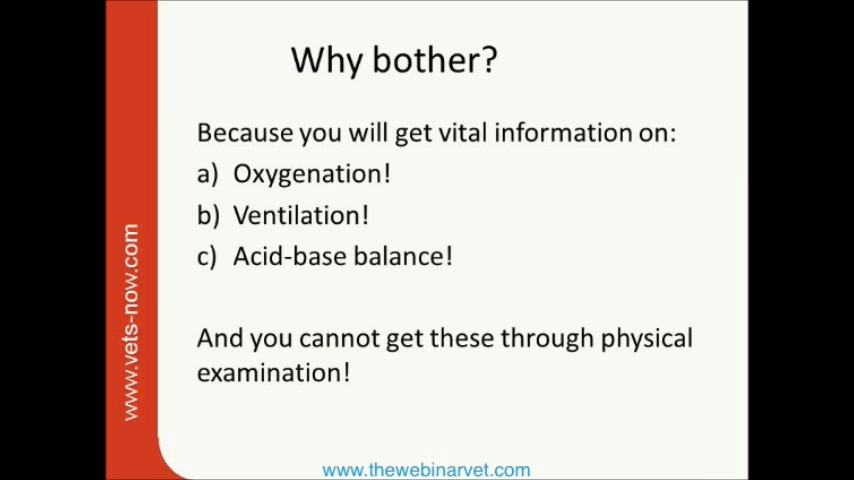 Why bother?
Because you will get vital information on:
a) Oxygenation!
b) Ventilation!
c) Acid-base balance!
And you cannot get these through physical
examination!
www.vets-now.com
www.thewebinarvet.com